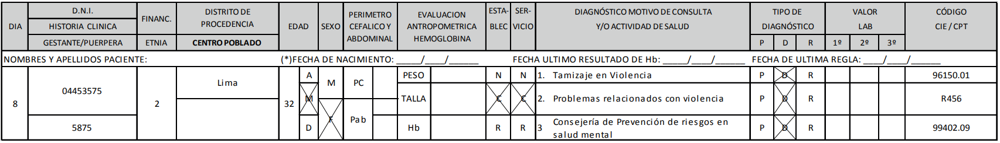 DIA
D.N.I.
HISTORIA CLINICA
GESTANTE/PUERPERA
FINANC.
ETNIA
DISTRITO DE
PROCEDENCIA
CENTRO POBLADO
EDAD
SEXO
PERIMETRO
CEFALICO Y
ABDOMINAL
EVALUACION
ANTROPOMETRICA
HEMOGLOBINA
ESTA-
BLEC
SER-
VICIO
DIAGNÓSTICO MOTIVO DE CONSULTA
Y/O ACTIVIDAD DE SALUD
TIPO DE
DIAGNÓSTICO
P D R
VALOR
LAB
1º 2º 3º
CÓDIGO
CIE / CPT
NOMBRES Y APELLIDOS PACIENTE: (*)FECHA DE NACIMIENTO: _____/____/______ FECHA ULTIMO RESULTADO DE Hb: _____/____/______ FECHA DE ULTIMA REGLA: ____/____/______
8
04453575
5875
2
Lima
32
A
M
D
M
F
PC
Pab
PESO
TALLA
Hb
N N
C C
R R
1. Tamizaje en Violencia P D R 96150.01
2. Problemas relacionados con violencia P D R R456
3 Consejería de Prevención de riesgos en
salud mental P D R 99402.09